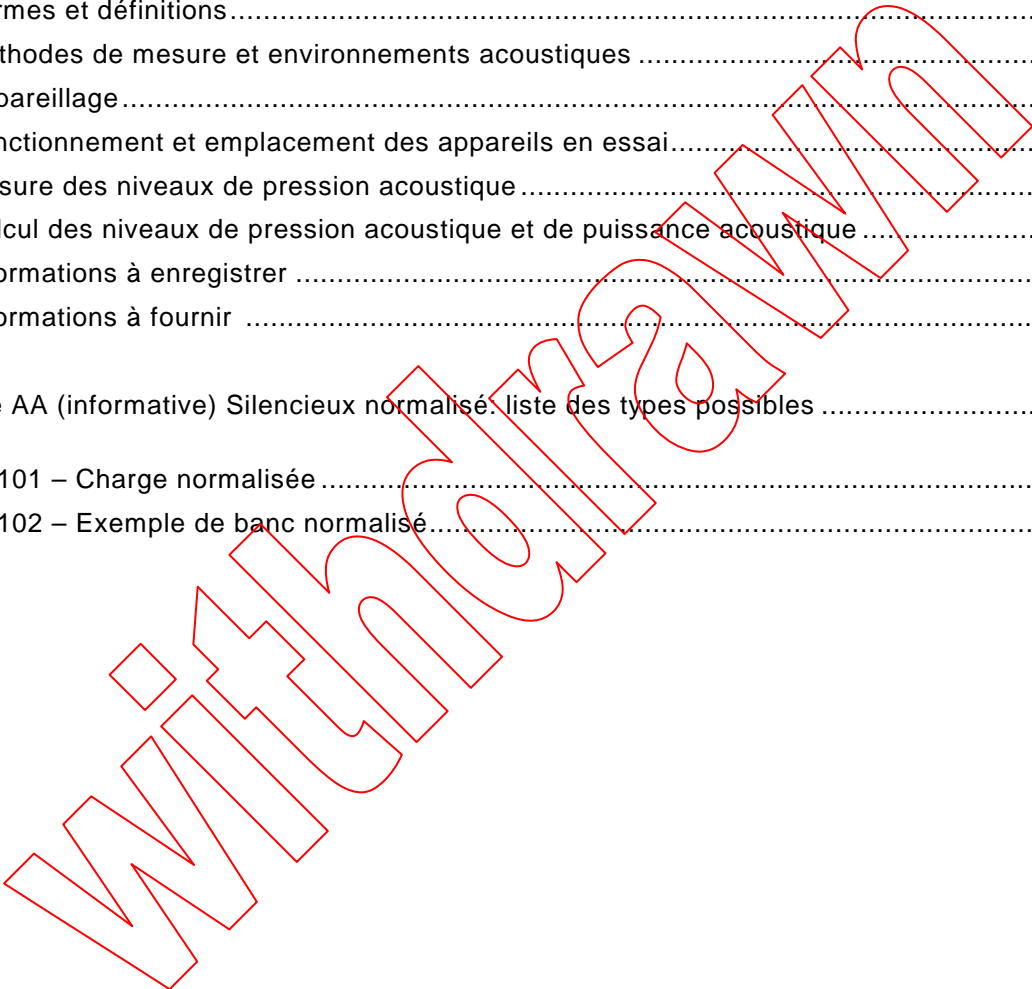 rmes et définitions
thodes de mesure et environnements acoustiques
pareillage
nctionnement et emplacement des appareils en essai
sure des niveaux de pression acoustique
lcul des niveaux de pression acoustique et de puissance acoustique
ormations à enregistrer
ormations à fournir
e AA (informative) Silencieux normalisé: liste des types possibles
101 – Charge normalisée
102 – Exemple de banc normalisé
withdrawn